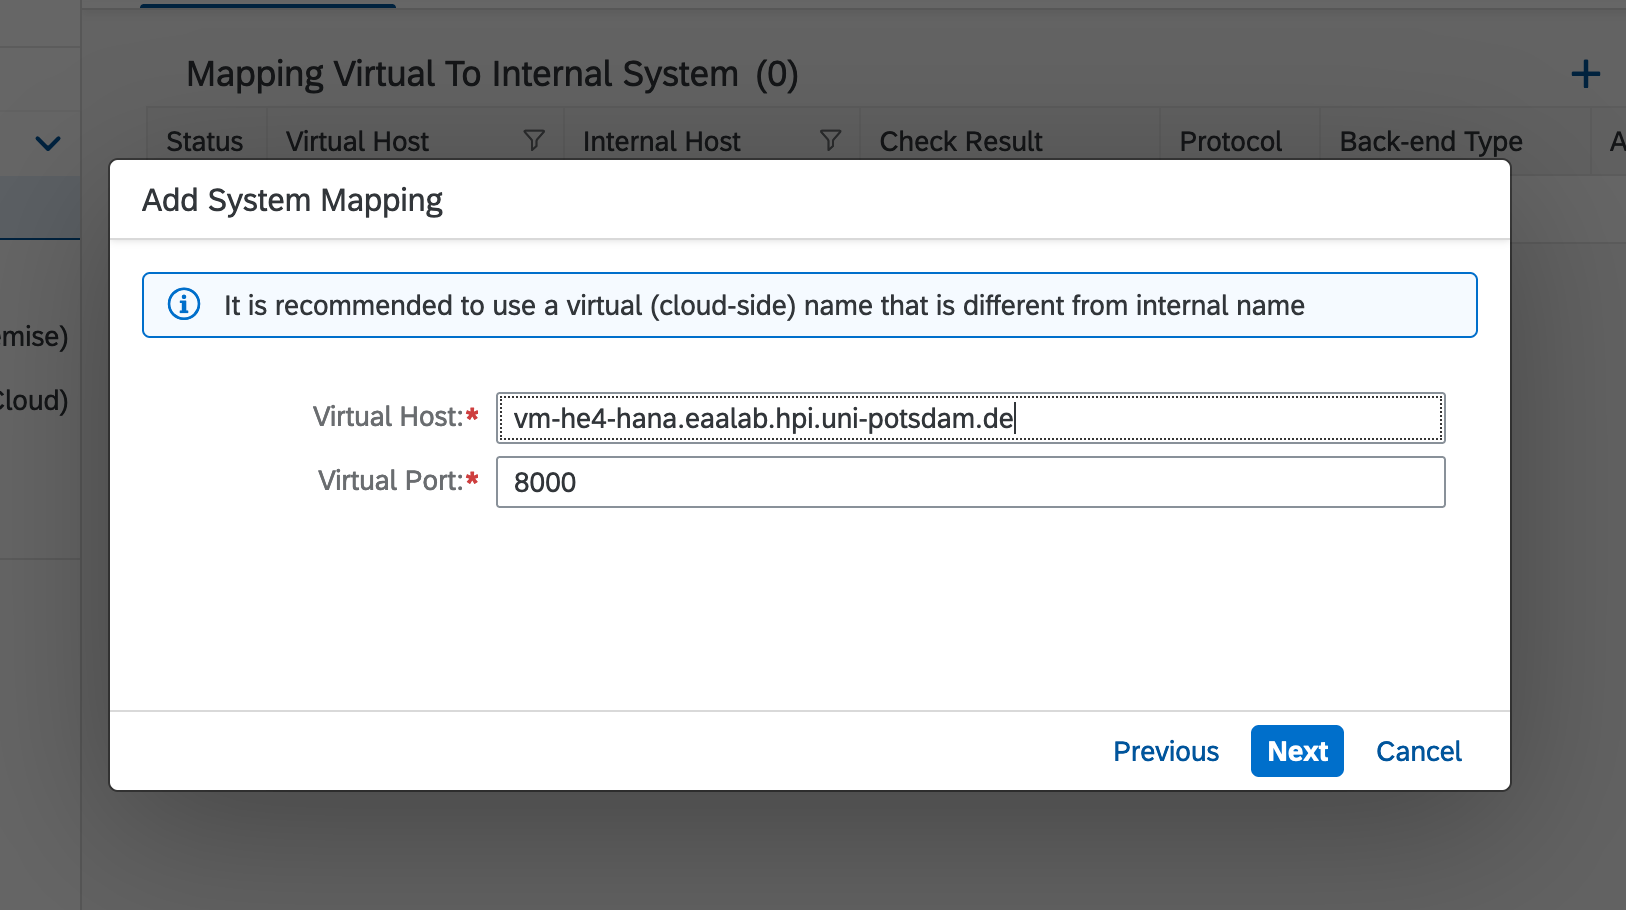 Mapping Virtual To Internal System (0)
Status Virtual Host Internal Host Check Result Protocol Back-end Type A
Add System Mapping
It is recommended to use a virtual (cloud-side) name that is different from internal name
emise)
Cloud)
Virtual Host:* vm-he4-hana.eaalab.hpi.uni-potsdam.de
Virtual Port:* 8000
Previous Next Cancel